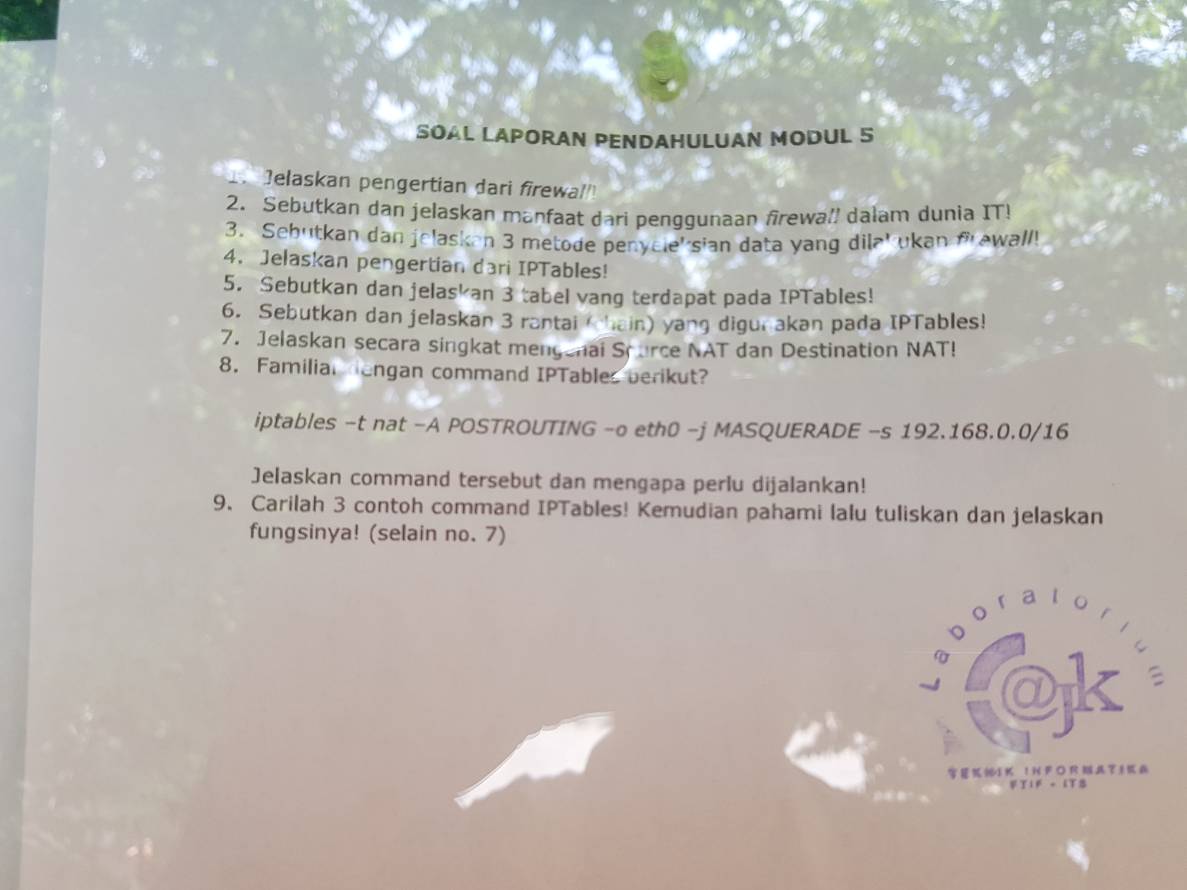 SOAL LAPORAN PENDAHULUAN MODUL 5
1. Jelaskan pengertian dari firewall!
2. Sebutkan dan jelaskan manfaat dari penggunaan firewall dalam dunia IT!
3. Sebutkan dan jelaskan 3 metode penyeleksian data yang dilakukan firewall!
4. Jelaskan pengertian dari IPTables!
5. Sebutkan dan jelaskan 3 tabel yang terdapat pada IPTables!
6. Sebutkan dan jelaskan 3 rantai (chain) yang digunakan pada IPTables!
7. Jelaskan secara singkat mengenai Source NAT dan Destination NAT!
8. Familiar dengan command IPTables berikut?
iptables -t nat -A POSTROUTING -o eth0 -j MASQUERADE -s 192.168.0.0/16
Jelaskan command tersebut dan mengapa perlu dijalankan!
9. Carilah 3 contoh command IPTables! Kemudian pahami lalu tuliskan dan jelaskan
fungsinya! (selain no. 7)
Laboratorium
@jk
TEKNIK INFORMATIKA
FTIF - ITS